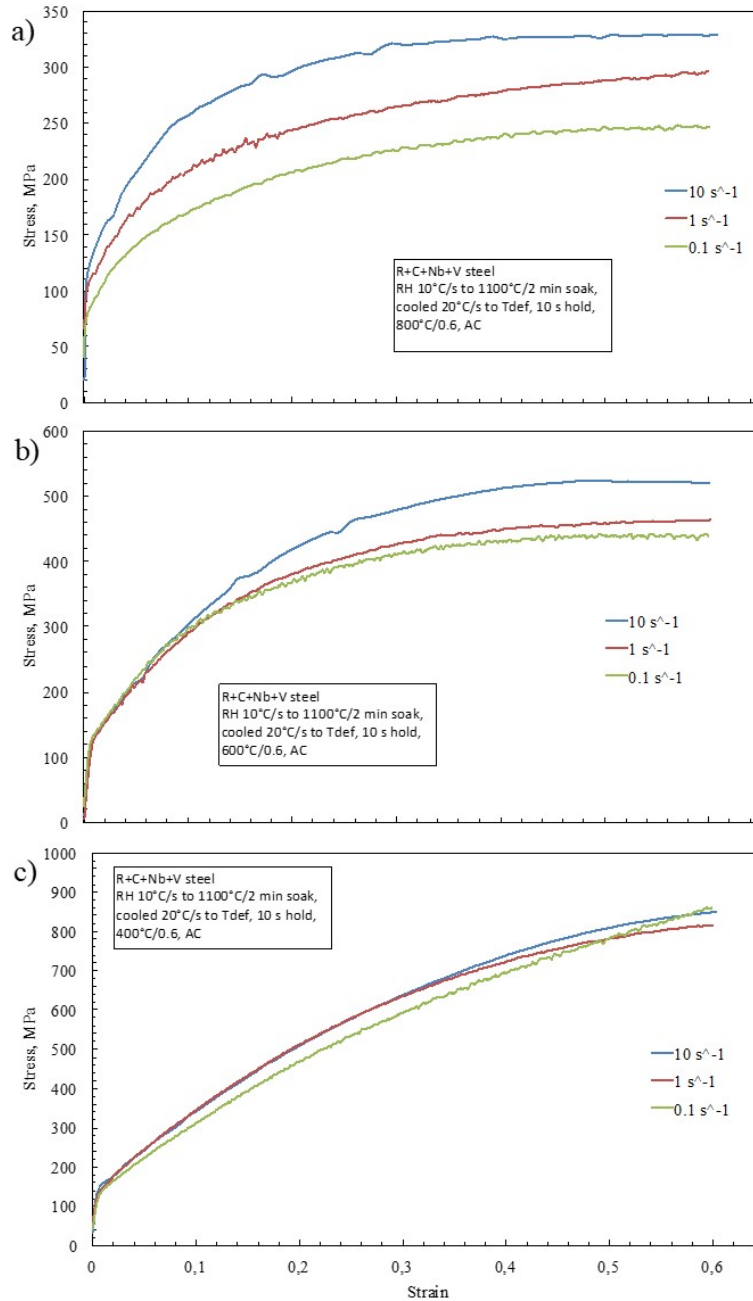 a)
350
300
250
200
150
100
50
0
Stress, MPa
10 s^-1
1 s^-1
0.1 s^-1
R+C+Nb+V steel
RH 10°C/s to 1100°C/2 min soak,
cooled 20°C/s to Tdef, 10 s hold,
800°C/0.6, AC
b)
600
500
400
300
200
100
0
Stress, MPa
10 s^-1
1 s^-1
0.1 s^-1
R+C+Nb+V steel
RH 10°C/s to 1100°C/2 min soak,
cooled 20°C/s to Tdef, 10 s hold,
600°C/0.6, AC
c)
1000
900
800
700
600
500
400
300
200
100
0
Stress, MPa
R+C+Nb+V steel
RH 10°C/s to 1100°C/2 min soak,
cooled 20°C/s to Tdef, 10 s hold,
400°C/0.6, AC
10 s^-1
1 s^-1
0.1 s^-1
0 0,1 0,2 0,3 0,4 0,5 0,6
Strain